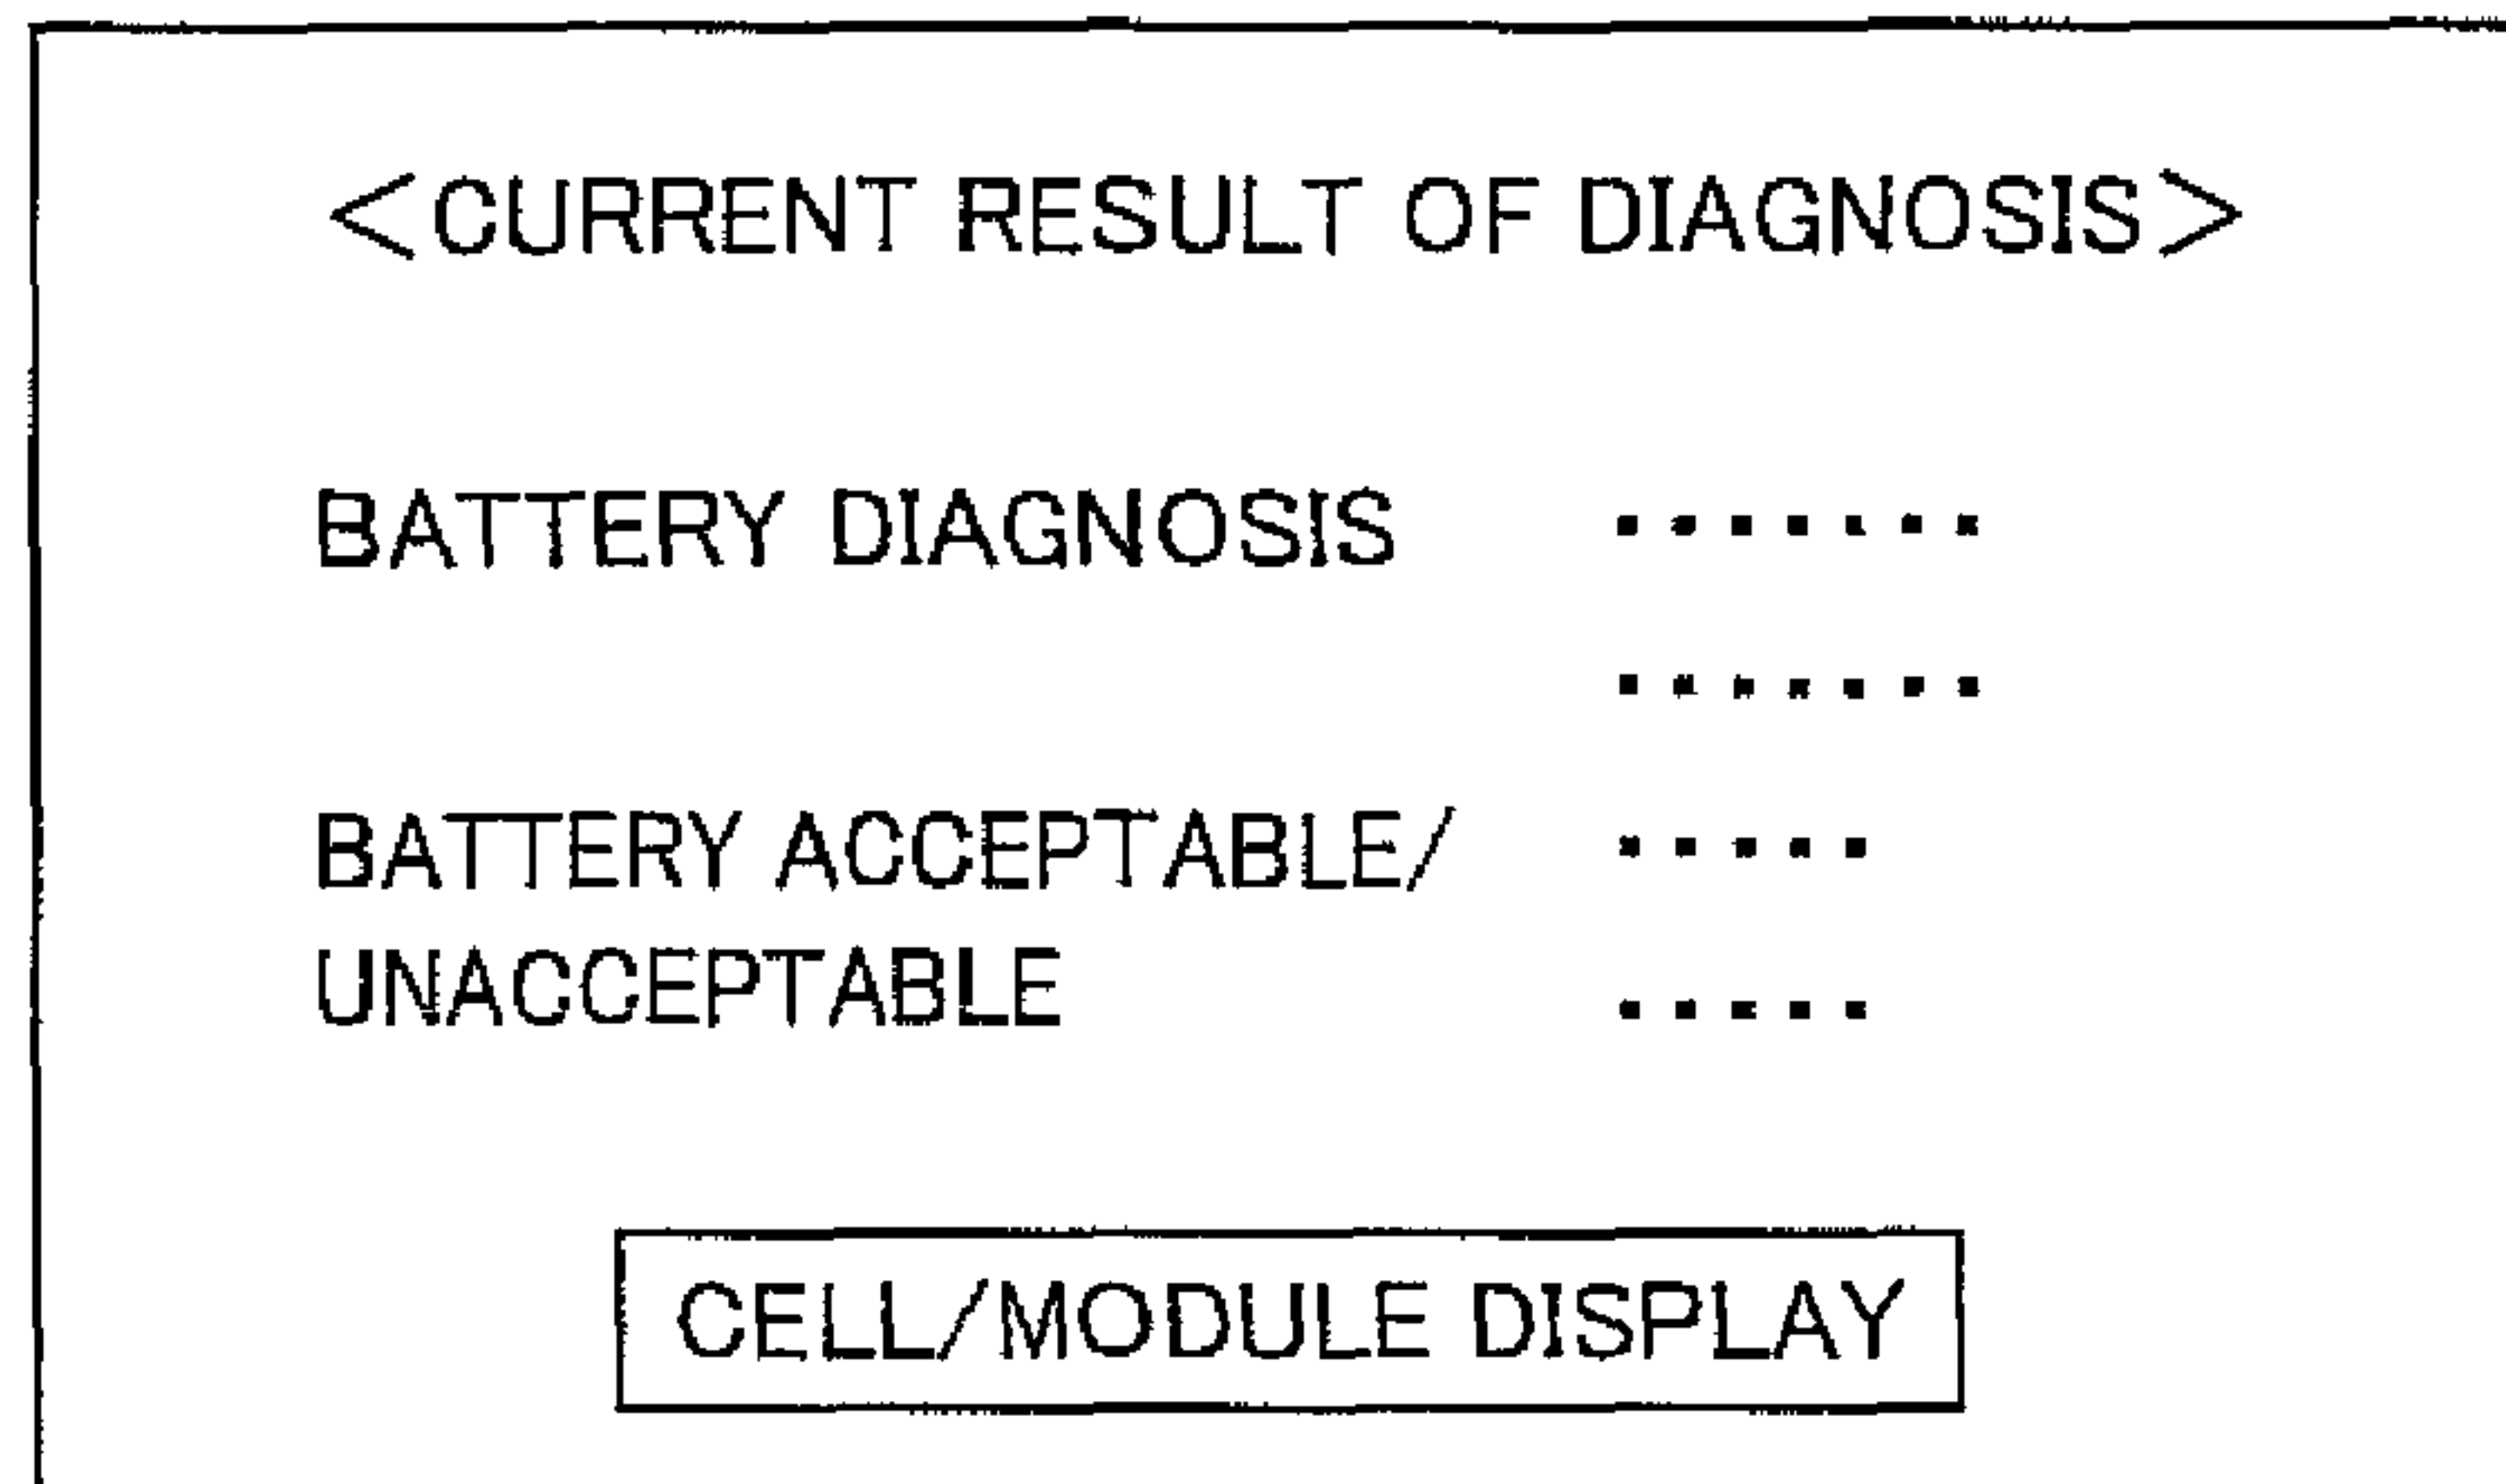 <CURRENT RESULT OF DIAGNOSIS>
BATTERY DIAGNOSIS .......
.......
BATTERY ACCEPTABLE/ .....
UNACCEPTABLE
.....
CELL/MODULE DISPLAY